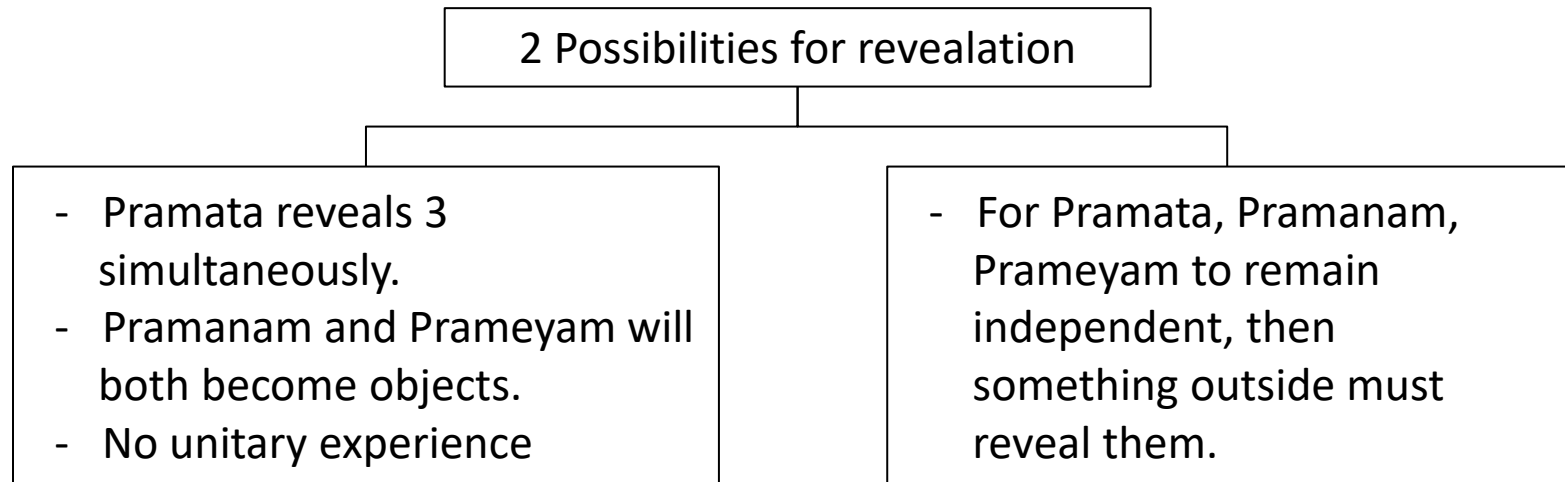 2 Possibilities for revealation
- Pramata reveals 3
simultaneously.
- Pramanam and Prameyam will
both become objects.
- No unitary experience
- For Pramata, Pramanam,
Prameyam to remain
independent, then
something outside must
reveal them.